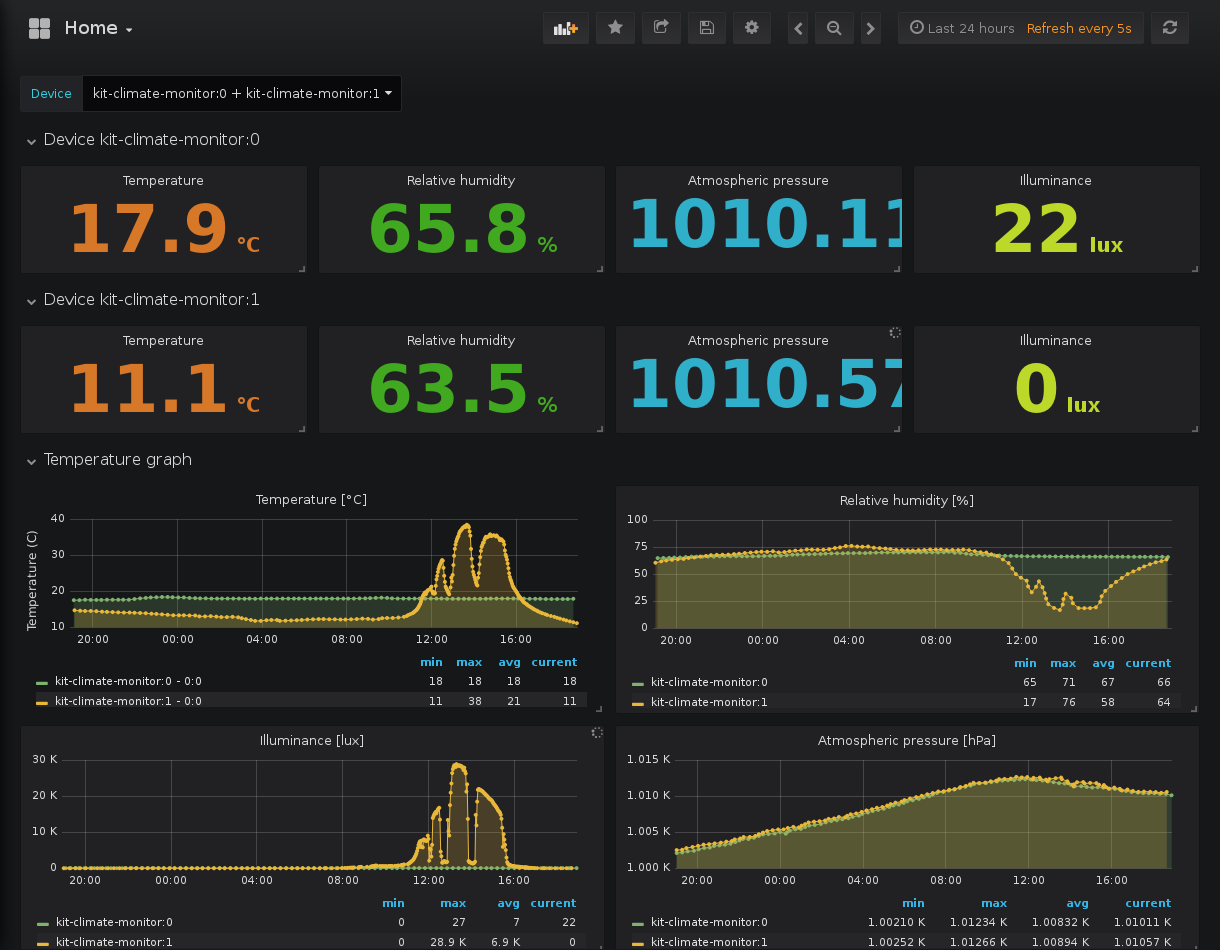 Home
Last 24 hours Refresh every 5s
Device kit-climate-monitor:0 + kit-climate-monitor:1
Device kit-climate-monitor:0
Temperature Relative humidity Atmospheric pressure Illuminance
17.9 °C 65.8 % 1010.11 22 lux
Device kit-climate-monitor:1
Temperature Relative humidity Atmospheric pressure Illuminance
11.1 °C 63.5 % 1010.57 0 lux
Temperature graph
Temperature [°C]
Temperature (C)
40
30
20
10
20:00 00:00 04:00 08:00 12:00 16:00
min max avg current
kit-climate-monitor:0 - 0:0 18 18 18 18
kit-climate-monitor:1 - 0:0 11 38 21 11
Relative humidity [%]
100
75
50
25
0
20:00 00:00 04:00 08:00 12:00 16:00
min max avg current
kit-climate-monitor:0 65 71 67 66
kit-climate-monitor:1 17 76 58 64
Illuminance [lux]
30 K
20 K
10 K
0
20:00 00:00 04:00 08:00 12:00 16:00
min max avg current
kit-climate-monitor:0 0 27 7 22
kit-climate-monitor:1 0 28.9 K 6.9 K 0
Atmospheric pressure [hPa]
1.015 K
1.010 K
1.005 K
1.000 K
20:00 00:00 04:00 08:00 12:00 16:00
min max avg current
kit-climate-monitor:0 1.00210 K 1.01234 K 1.00832 K 1.01011 K
kit-climate-monitor:1 1.00252 K 1.01266 K 1.00894 K 1.01057 K